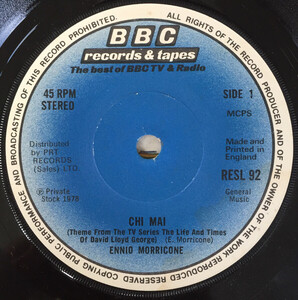 ALL RIGHTS OF THE RECORD PRODUCER AND OF THE OWNER OF THE WORK REPRODUCED RESERVED COPYING PUBLIC PERFORMANCE AND BROADCASTING OF THIS RECORD PROHIBITED.
BBC
records & tapes
The best of BBC TV & Radio
45 RPM
STEREO
SIDE 1
MCPS
Distributed
by PRT
RECORDS
(Sales) LTD.
Made and
Printed in
England
RESL 92
℗ Private
Stock 1978
General
Music
CHI MAI
(Theme From The TV Series The Life And Times
Of David Lloyd George) (E. Morricone)
ENNIO MORRICONE